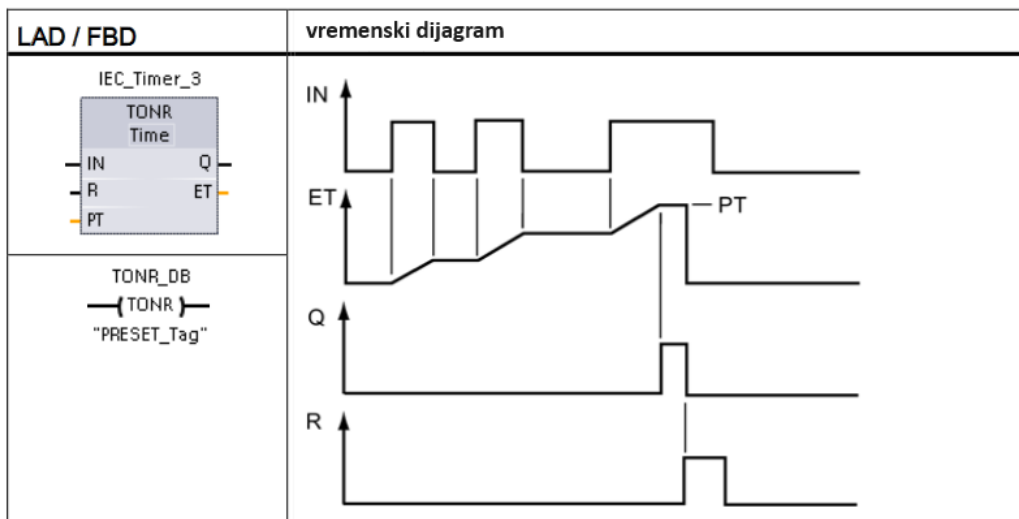 LAD / FBD
vremenski dijagram
IEC_Timer_3
TONR
Time
IN Q
R ET
PT
TONR_DB
( TONR )
"PRESET_Tag"
IN
ET
PT
Q
R